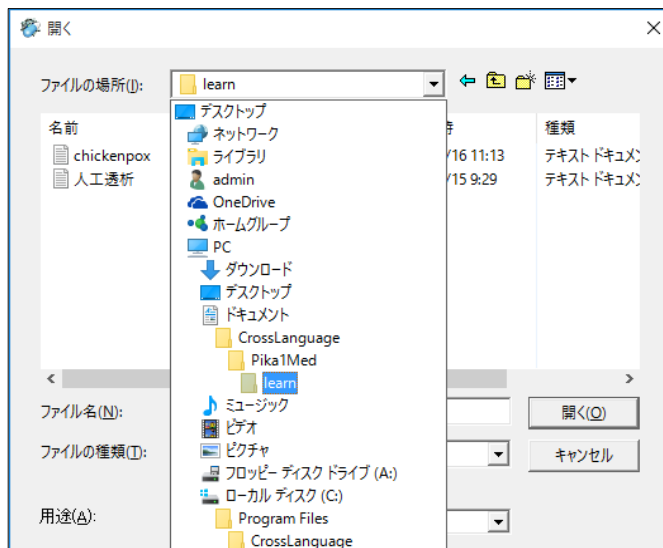 開く
ファイルの場所(I):
learn
デスクトップ
ネットワーク
ライブラリ
admin
OneDrive
ホームグループ
PC
ダウンロード
デスクトップ
ドキュメント
CrossLanguage
Pika1Med
learn
ミュージック
ビデオ
ピクチャ
フロッピー ディスク ドライブ (A:)
ローカル ディスク (C:)
Program Files
CrossLanguage
名前
種類
chickenpox
/16 11:13
テキスト ドキュメ
人工透析
/15 9:29
テキスト ドキュメ
ファイル名(N):
開く(O)
ファイルの種類(T):
キャンセル
用途(A):